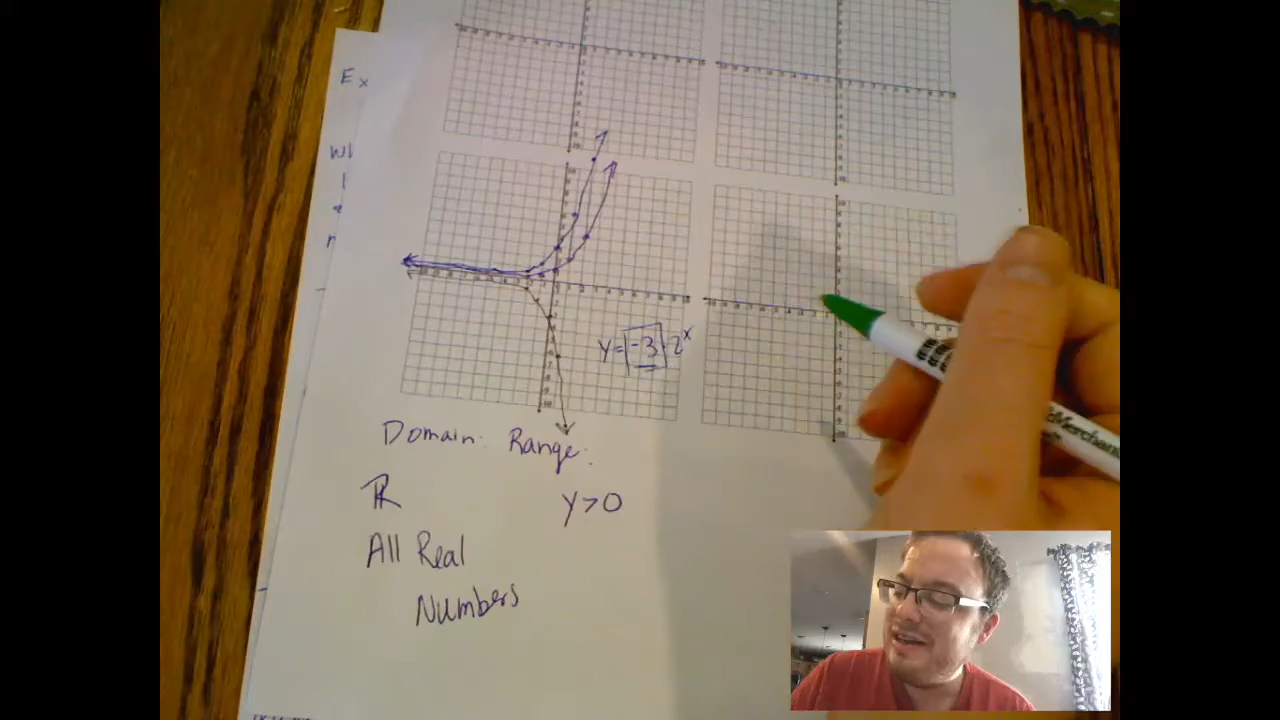 Ex
y=-3·2^x
Domain: Range:
ℝ y>0
All Real
Numbers